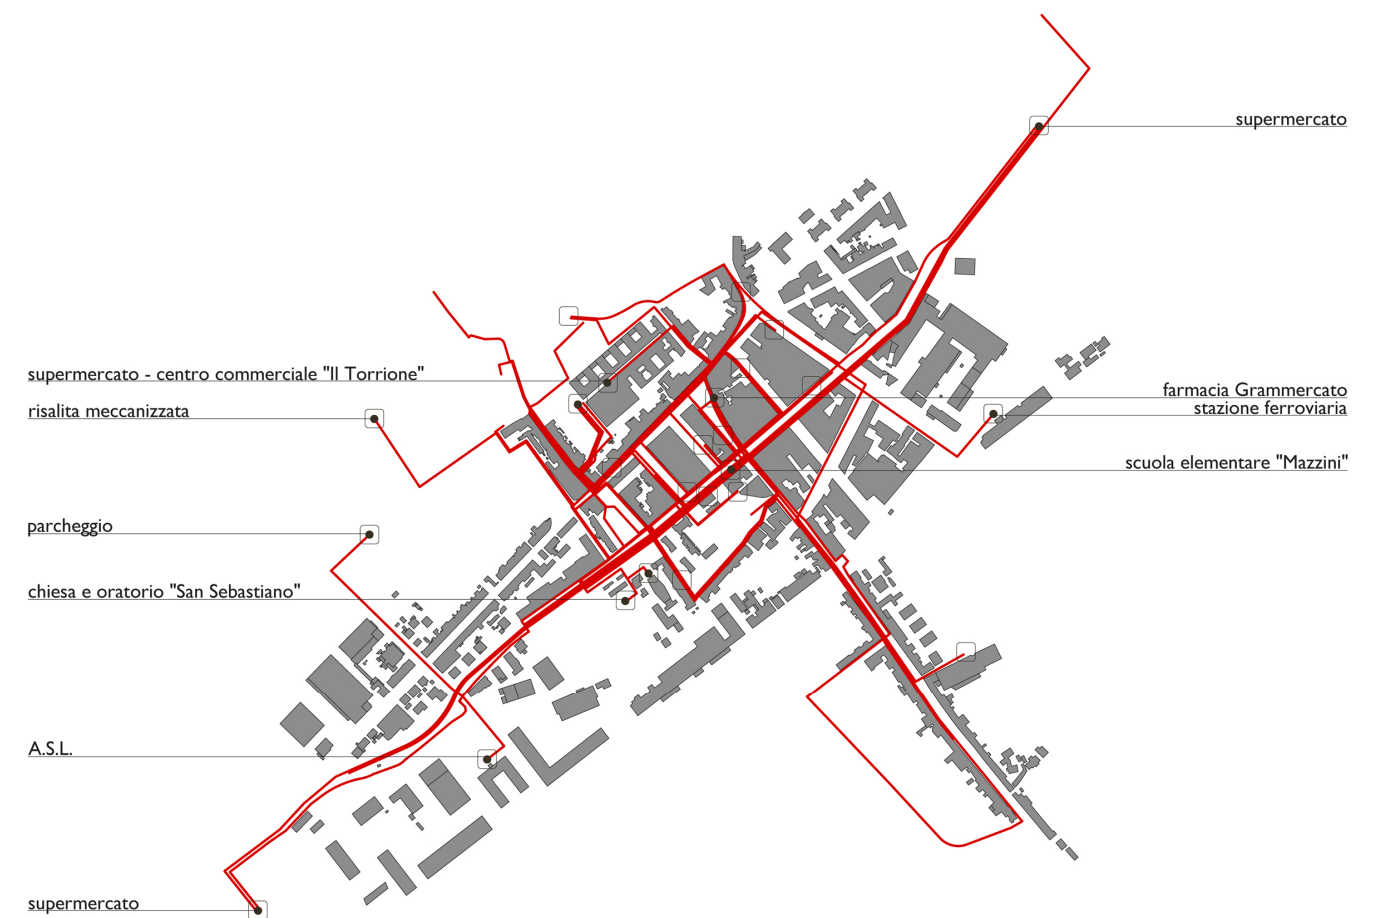 supermercato
supermercato - centro commerciale "Il Torrione"
risalita meccanizzata
farmacia Grammercato
stazione ferroviaria
scuola elementare "Mazzini"
parcheggio
chiesa e oratorio "San Sebastiano"
A.S.L.
supermercato